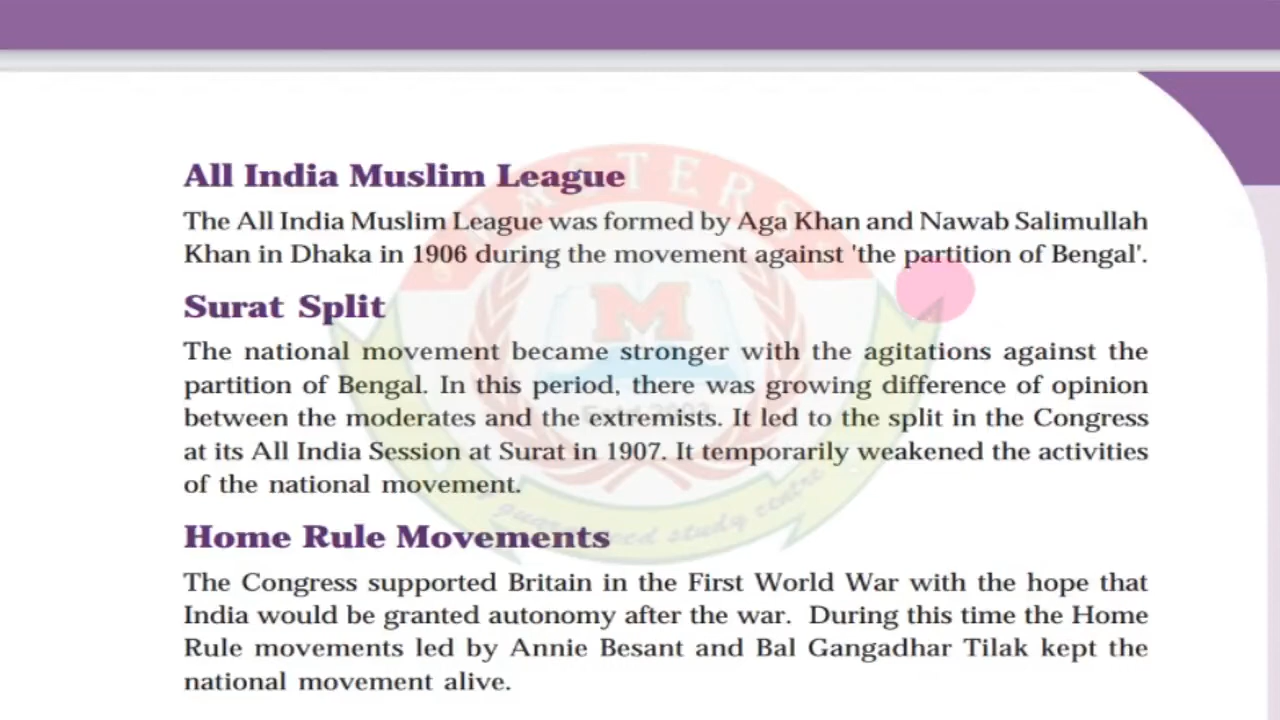 All India Muslim League
The All India Muslim League was formed by Aga Khan and Nawab Salimullah
Khan in Dhaka in 1906 during the movement against 'the partition of Bengal'.
Surat Split
The national movement became stronger with the agitations against the
partition of Bengal. In this period, there was growing difference of opinion
between the moderates and the extremists. It led to the split in the Congress
at its All India Session at Surat in 1907. It temporarily weakened the activities
of the national movement.
Home Rule Movements
The Congress supported Britain in the First World War with the hope that
India would be granted autonomy after the war. During this time the Home
Rule movements led by Annie Besant and Bal Gangadhar Tilak kept the
national movement alive.
M
study centre